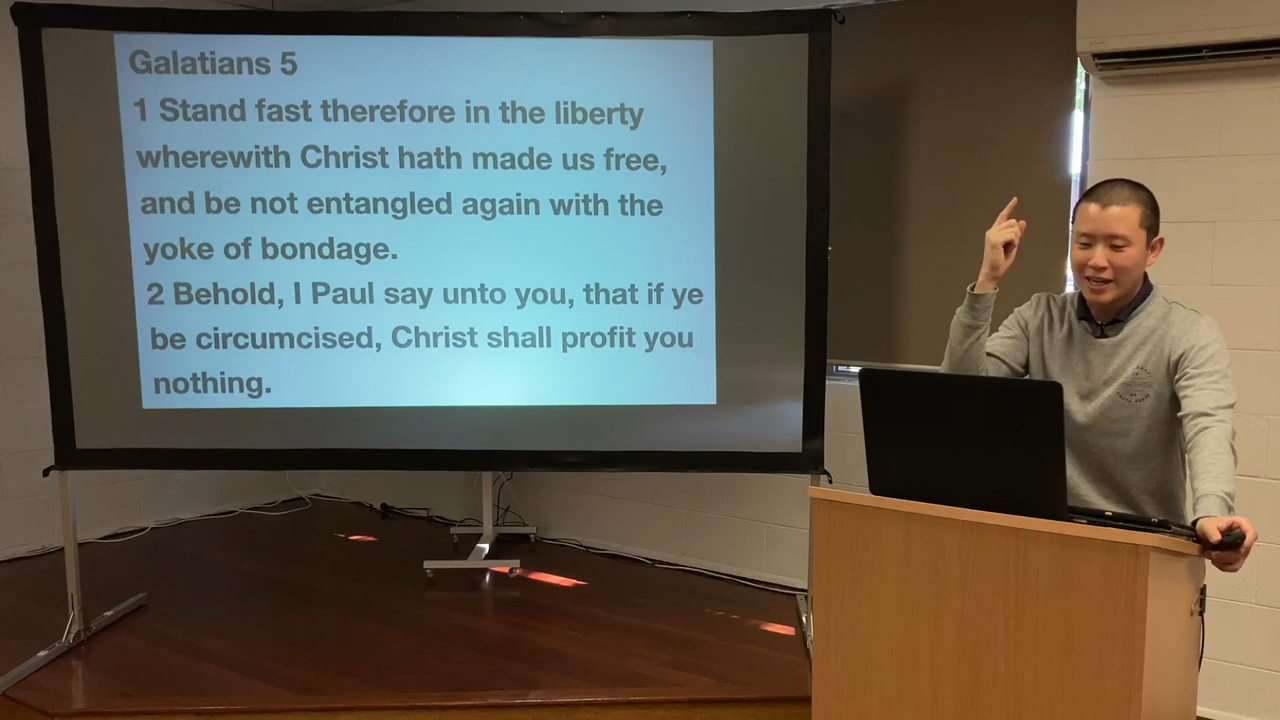 Galatians 5
1 Stand fast therefore in the liberty
wherewith Christ hath made us free,
and be not entangled again with the
yoke of bondage.
2 Behold, I Paul say unto you, that if ye
be circumcised, Christ shall profit you
nothing.